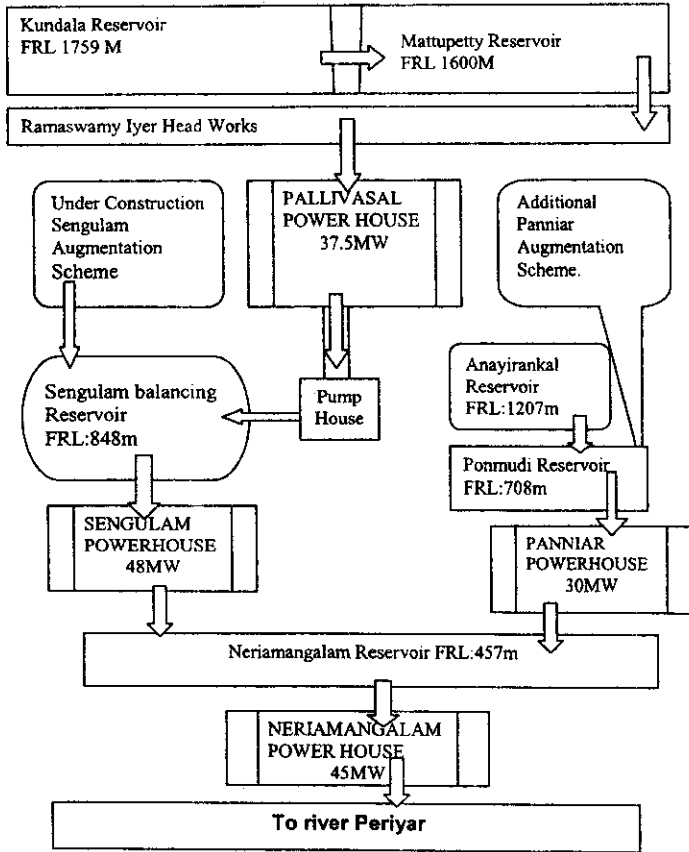 Kundala Reservoir
FRL 1759 M
Mattupetty Reservoir
FRL 1600M
Ramaswamy Iyer Head Works
Under Construction
Sengulam
Augmentation
Scheme
PALLIVASAL
POWER HOUSE
37.5MW
Additional
Panniar
Augmentation
Scheme.
Anayirankal
Reservoir
FRL:1207m
Sengulam balancing
Reservoir
FRL:848m
Pump
House
Ponmudi Reservoir
FRL:708m
SENGULAM
POWERHOUSE
48MW
PANNIAR
POWERHOUSE
30MW
Neriamangalam Reservoir FRL:457m
NERIAMANGALAM
POWER HOUSE
45MW
To river Periyar